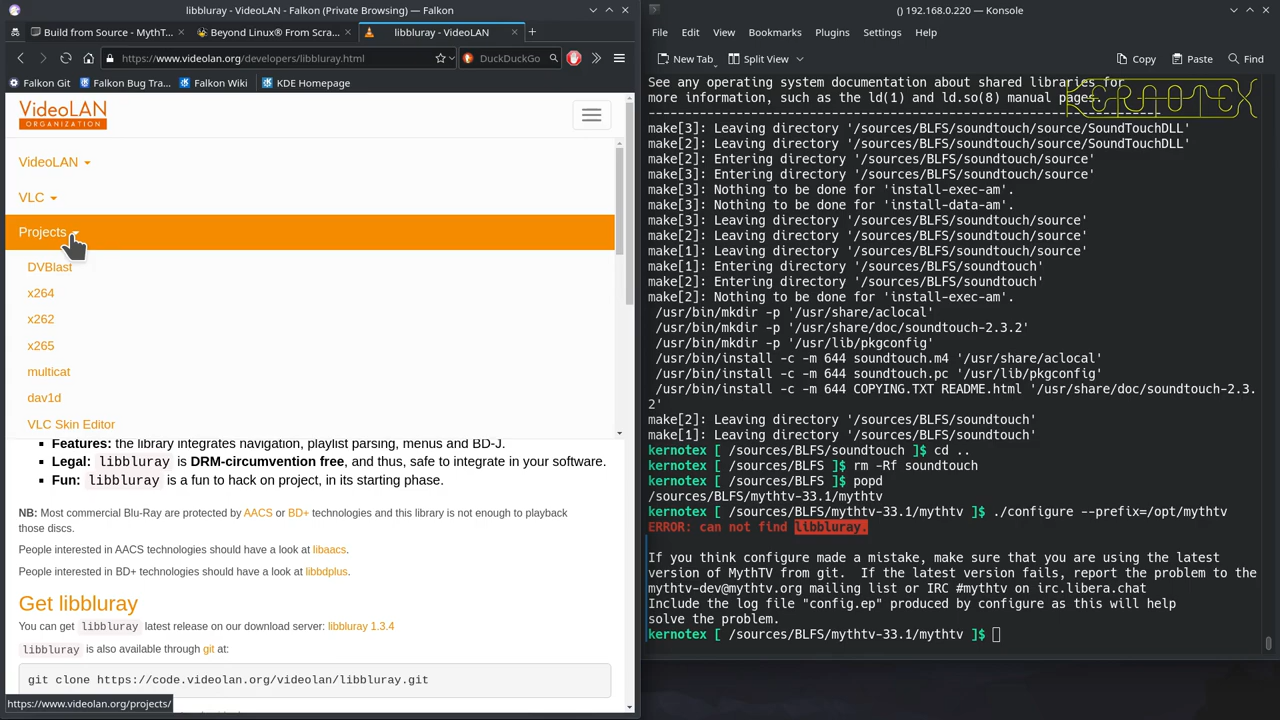 libbluray - VideoLAN - Falkon (Private Browsing) — Falkon
Build from Source - MythT...
Beyond Linux® From Scra...
libbluray - VideoLAN
https://www.videolan.org/developers/libbluray.html
DuckDuckGo
Falkon Git
Falkon Bug Tra...
Falkon Wiki
KDE Homepage
VideoLAN
ORGANIZATION
VideoLAN
VLC
Projects
DVBlast
x264
x262
x265
multicat
dav1d
VLC Skin Editor
Features: the library integrates navigation, playlist parsing, menus and BD-J.
Legal: libbluray is DRM-circumvention free, and thus, safe to integrate in your software.
Fun: libbluray is a fun to hack on project, in its starting phase.
NB: Most commercial Blu-Ray are protected by AACS or BD+ technologies and this library is not enough to playback
those discs.
People interested in AACS technologies should have a look at libaacs.
People interested in BD+ technologies should have a look at libbdplus.
Get libbluray
You can get libbluray latest release on our download server: libbluray 1.3.4
libbluray is also available through git at:
git clone https://code.videolan.org/videolan/libbluray.git
https://www.videolan.org/projects/
() 192.168.0.220 — Konsole
File Edit View Bookmarks Plugins Settings Help
New Tab Split View Copy Paste Find
See any operating system documentation about shared libraries for
more information, such as the ld(1) and ld.so(8) manual pages.
----------------------------------------------------------------------
KERNOTEX
make[3]: Leaving directory '/sources/BLFS/soundtouch/source/SoundTouchDLL'
make[2]: Leaving directory '/sources/BLFS/soundtouch/source/SoundTouchDLL'
make[2]: Entering directory '/sources/BLFS/soundtouch/source'
make[3]: Entering directory '/sources/BLFS/soundtouch/source'
make[3]: Nothing to be done for 'install-exec-am'.
make[3]: Nothing to be done for 'install-data-am'.
make[3]: Leaving directory '/sources/BLFS/soundtouch/source'
make[2]: Leaving directory '/sources/BLFS/soundtouch/source'
make[1]: Leaving directory '/sources/BLFS/soundtouch/source'
make[1]: Entering directory '/sources/BLFS/soundtouch'
make[2]: Entering directory '/sources/BLFS/soundtouch'
make[2]: Nothing to be done for 'install-exec-am'.
/usr/bin/mkdir -p '/usr/share/aclocal'
/usr/bin/mkdir -p '/usr/share/doc/soundtouch-2.3.2'
/usr/bin/mkdir -p '/usr/lib/pkgconfig'
/usr/bin/install -c -m 644 soundtouch.m4 '/usr/share/aclocal'
/usr/bin/install -c -m 644 soundtouch.pc '/usr/lib/pkgconfig'
/usr/bin/install -c -m 644 COPYING.TXT README.html '/usr/share/doc/soundtouch-2.3.
2'
make[2]: Leaving directory '/sources/BLFS/soundtouch'
make[1]: Leaving directory '/sources/BLFS/soundtouch'
kernotex [ /sources/BLFS/soundtouch ]$ cd ..
kernotex [ /sources/BLFS ]$ rm -Rf soundtouch
kernotex [ /sources/BLFS ]$ popd
/sources/BLFS/mythtv-33.1/mythtv
kernotex [ /sources/BLFS/mythtv-33.1/mythtv ]$ ./configure --prefix=/opt/mythtv
ERROR: can not find libbluray.
If you think configure made a mistake, make sure that you are using the latest
version of MythTV from git. If the latest version fails, report the problem to the
mythtv-dev@mythtv.org mailing list or IRC #mythtv on irc.libera.chat
Include the log file "config.ep" produced by configure as this will help
solve the problem.
kernotex [ /sources/BLFS/mythtv-33.1/mythtv ]$